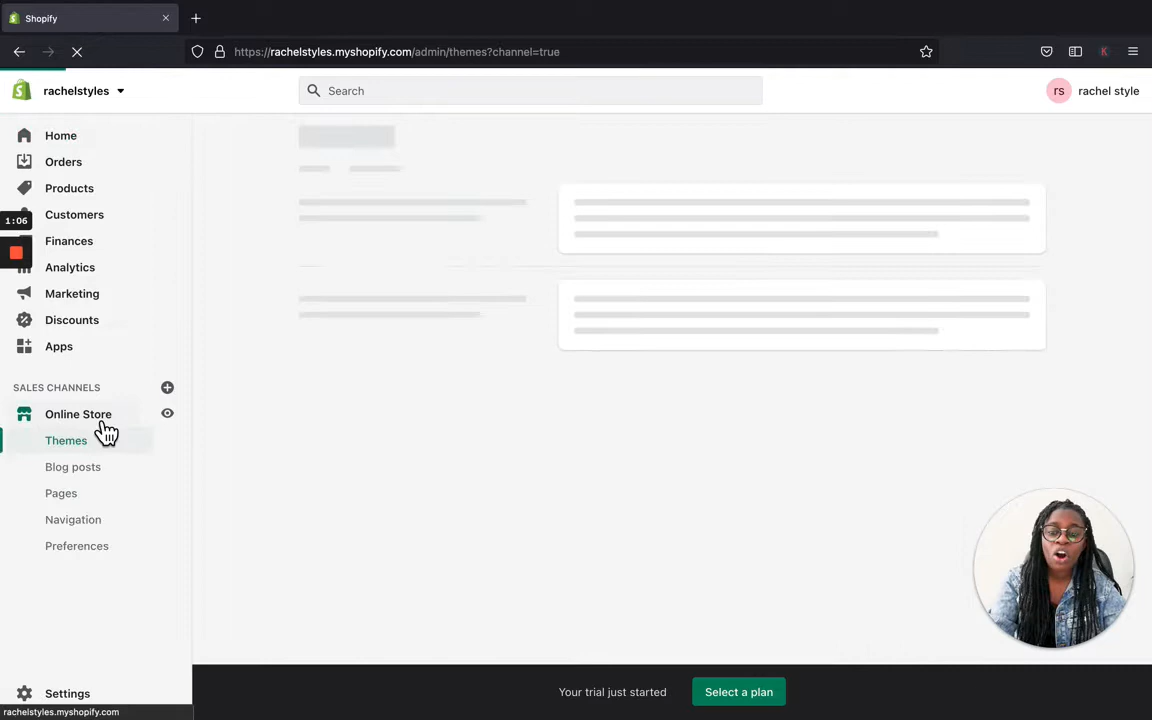 Shopify
https://rachelstyles.myshopify.com/admin/themes?channel=true
K
rachelstyles
Search
rs
rachel style
Home
Orders
Products
1:06
Customers
Finances
Analytics
Marketing
Discounts
Apps
SALES CHANNELS
Online Store
Themes
Blog posts
Pages
Navigation
Preferences
Settings
Your trial just started
Select a plan
rachelstyles.myshopify.com